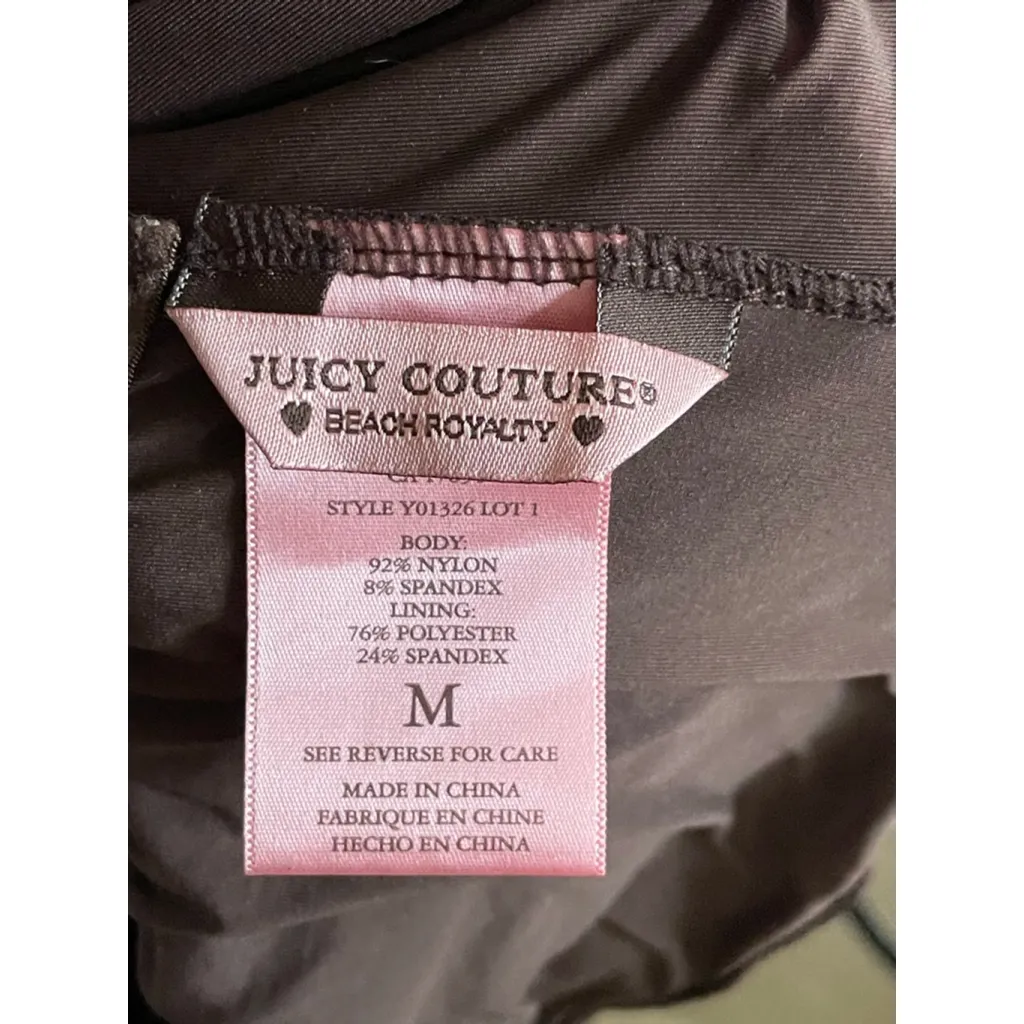 JUICY COUTURE®
BEACH ROYALTY
STYLE Y01326 LOT 1
BODY:
92% NYLON
8% SPANDEX
LINING:
76% POLYESTER
24% SPANDEX
M
SEE REVERSE FOR CARE
MADE IN CHINA
FABRIQUE EN CHINE
HECHO EN CHINA